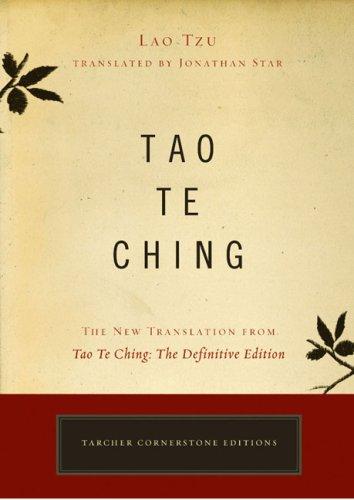 LAO TZU
TRANSLATED BY JONATHAN STAR
TAO
TE
CHING
THE NEW TRANSLATION FROM
Tao Te Ching: The Definitive Edition
TARCHER CORNERSTONE EDITIONS